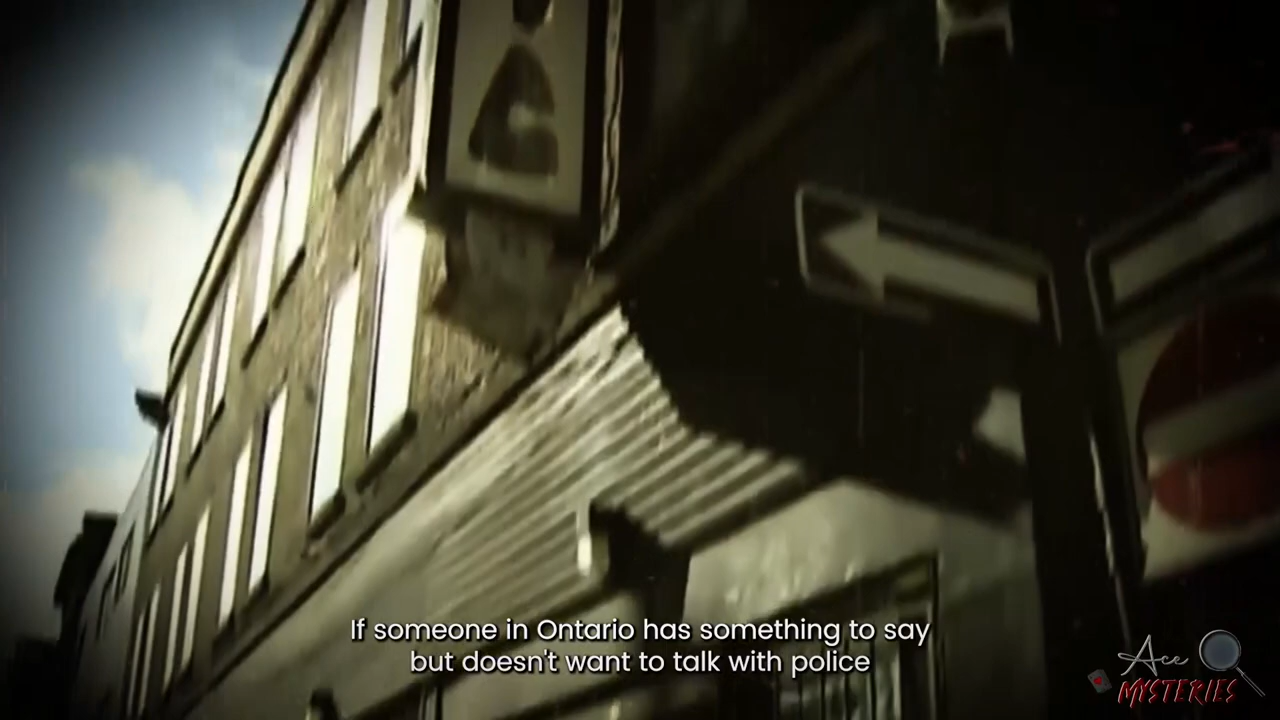 If someone in Ontario has something to say
but doesn't want to talk with police
Ace
MYSTERIES